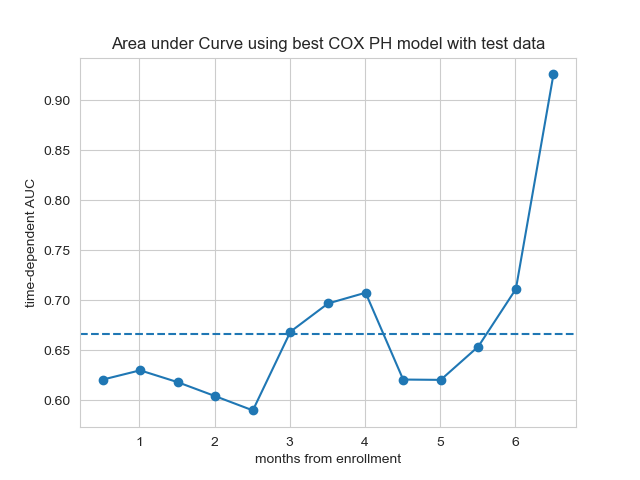 Area under Curve using best COX PH model with test data
time-dependent AUC
0.90
0.85
0.80
0.75
0.70
0.65
0.60
1 2 3 4 5 6
months from enrollment